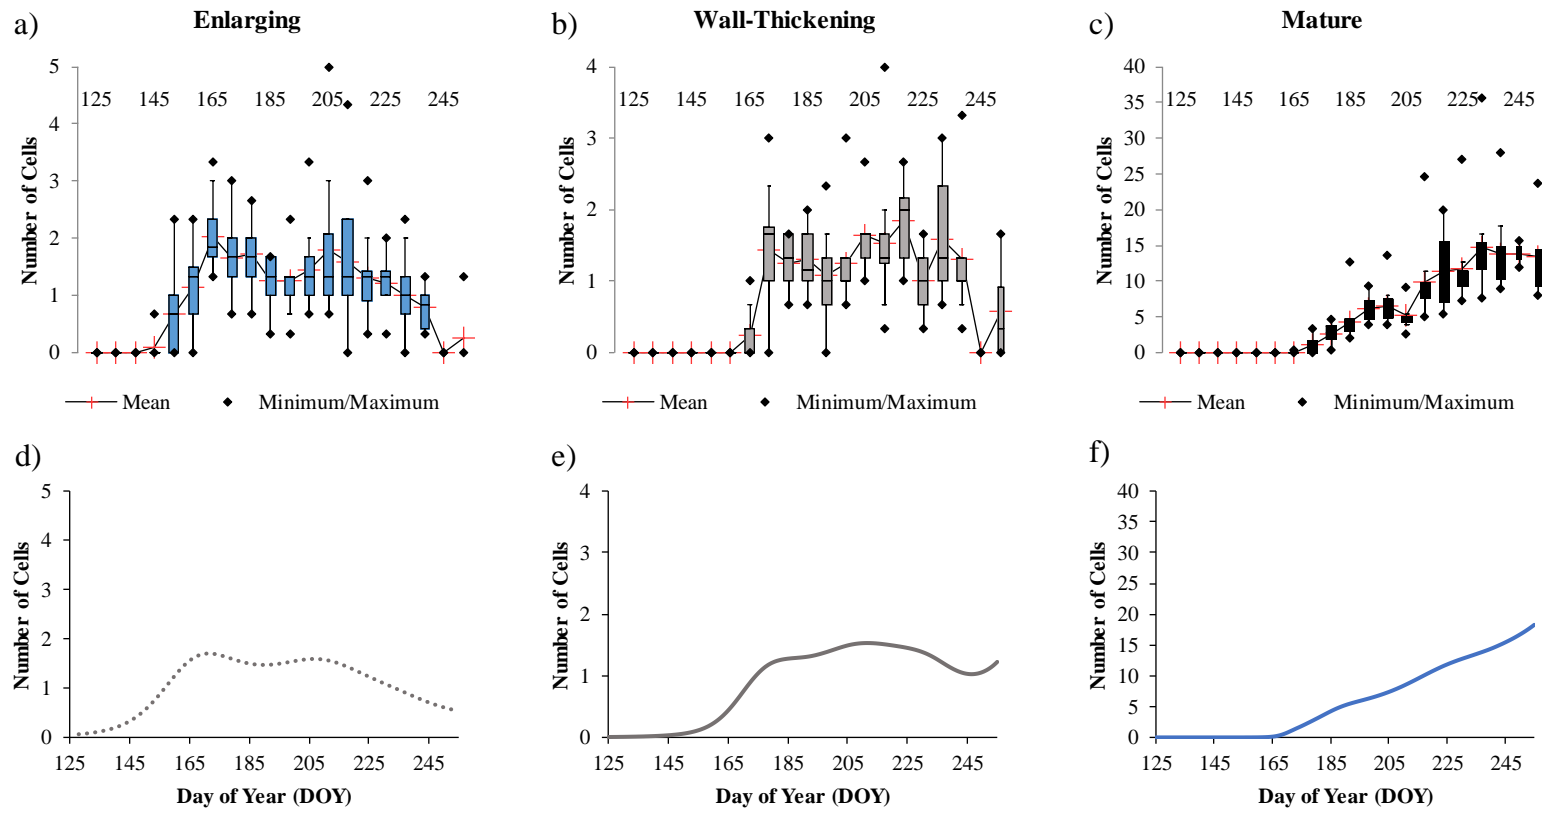 a) Enlarging
5
4
3
2
1
0
Number of Cells
125 145 165 185 205 225 245
Mean Minimum/Maximum
b) Wall-Thickening
4
3
2
1
0
Number of Cells
125 145 165 185 205 225 245
Mean Minimum/Maximum
c) Mature
40
35
30
25
20
15
10
5
0
Number of Cells
125 145 165 185 205 225 245
Mean Minimum/Maximum
d)
5
4
3
2
1
0
Number of Cells
125 145 165 185 205 225 245
Day of Year (DOY)
e)
4
3
2
1
0
Number of Cells
125 145 165 185 205 225 245
Day of Year (DOY)
f)
40
35
30
25
20
15
10
5
0
Number of Cells
125 145 165 185 205 225 245
Day of Year (DOY)